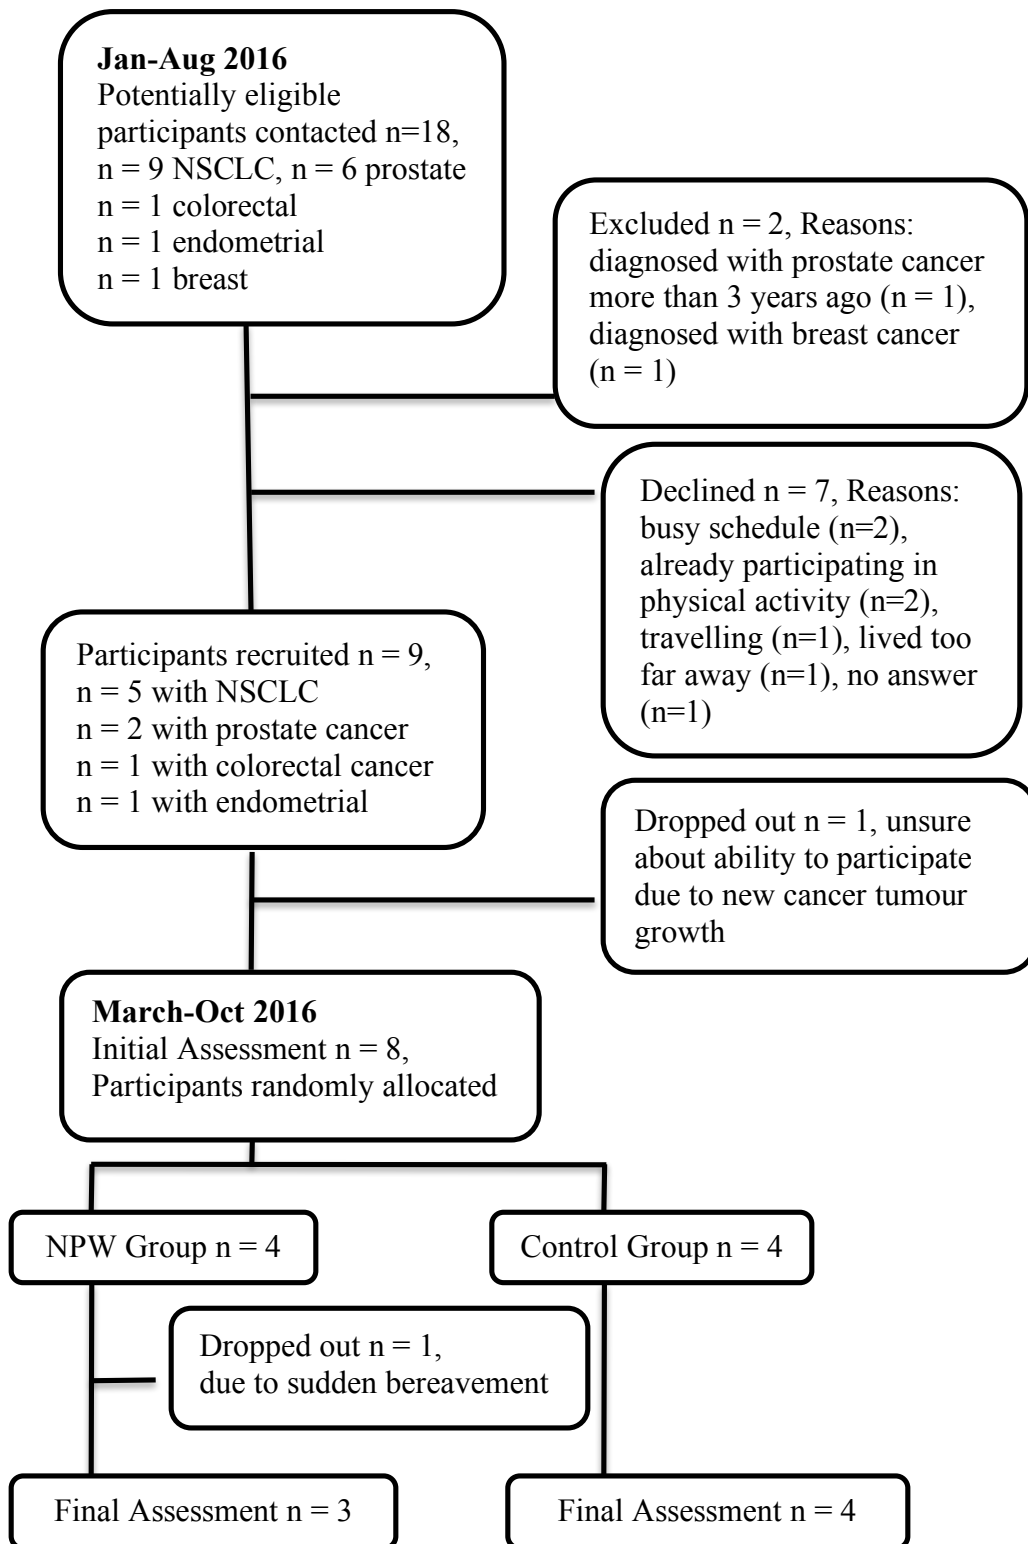 Jan-Aug 2016
Potentially eligible
participants contacted n=18,
n = 9 NSCLC, n = 6 prostate
n = 1 colorectal
n = 1 endometrial
n = 1 breast
Excluded n = 2, Reasons:
diagnosed with prostate cancer
more than 3 years ago (n = 1),
diagnosed with breast cancer
(n = 1)
Declined n = 7, Reasons:
busy schedule (n=2),
already participating in
physical activity (n=2),
travelling (n=1), lived too
far away (n=1), no answer
(n=1)
Participants recruited n = 9,
n = 5 with NSCLC
n = 2 with prostate cancer
n = 1 with colorectal cancer
n = 1 with endometrial
Dropped out n = 1, unsure
about ability to participate
due to new cancer tumour
growth
March-Oct 2016
Initial Assessment n = 8,
Participants randomly allocated
NPW Group n = 4
Control Group n = 4
Dropped out n = 1,
due to sudden bereavement
Final Assessment n = 3
Final Assessment n = 4